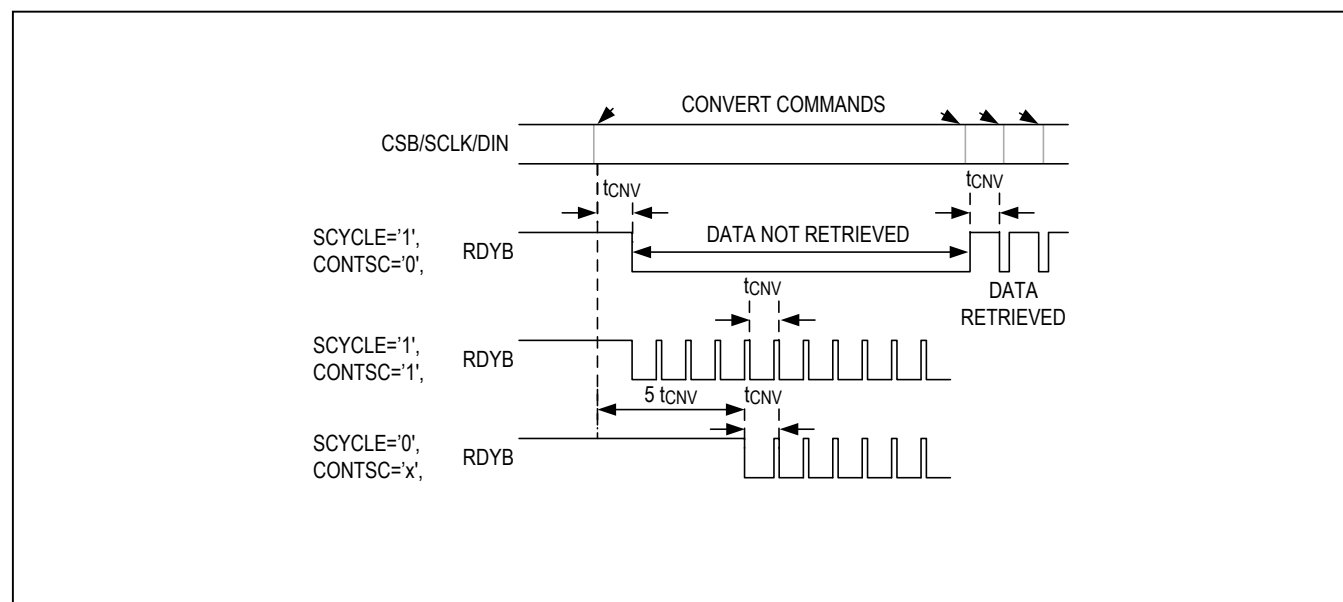 CONVERT COMMANDS
CSB/SCLK/DIN
tCNV
tCNV
SCYCLE='1',
CONTSC='0',
RDYB
DATA NOT RETRIEVED
DATA
RETRIEVED
tCNV
SCYCLE='1',
CONTSC='1',
RDYB
5 tCNV
tCNV
SCYCLE='0',
CONTSC='x',
RDYB